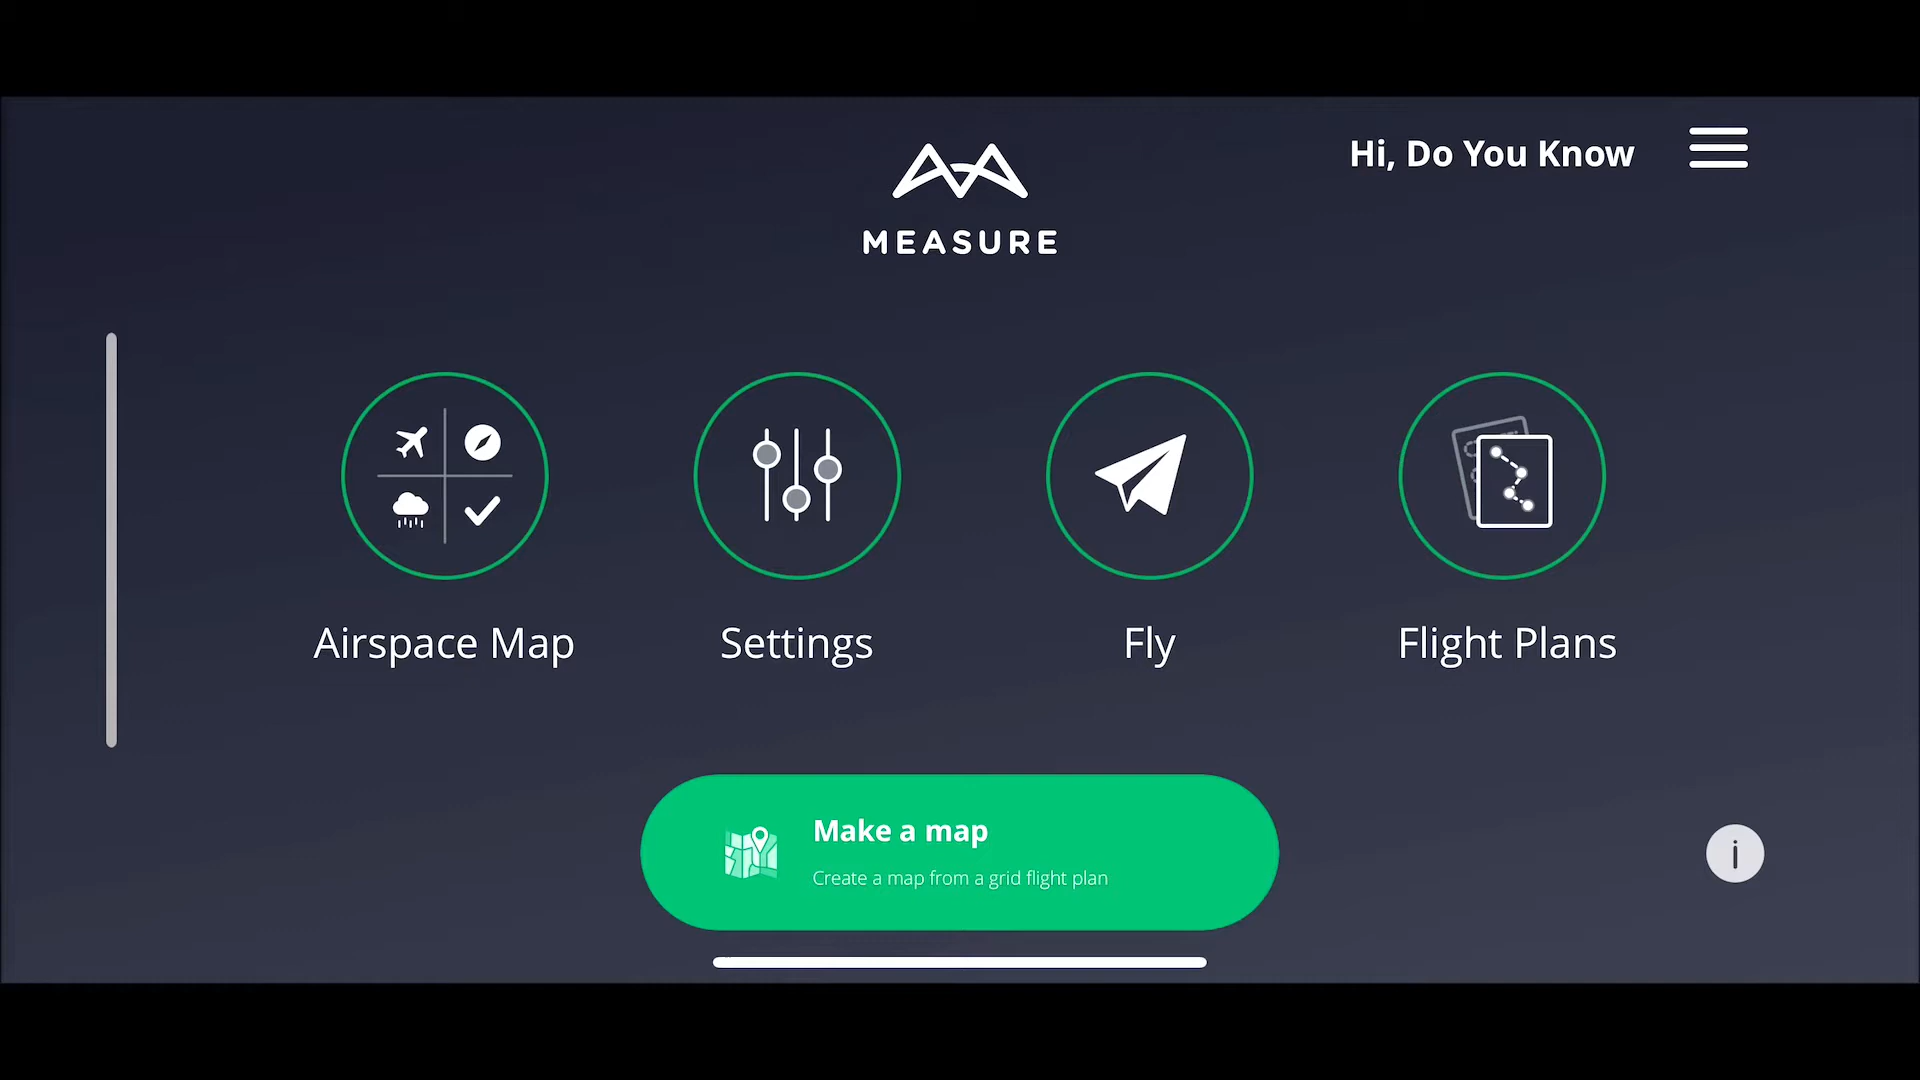 Hi, Do You Know
MEASURE
Airspace Map
Settings
Fly
Flight Plans
Make a map
Create a map from a grid flight plan
i